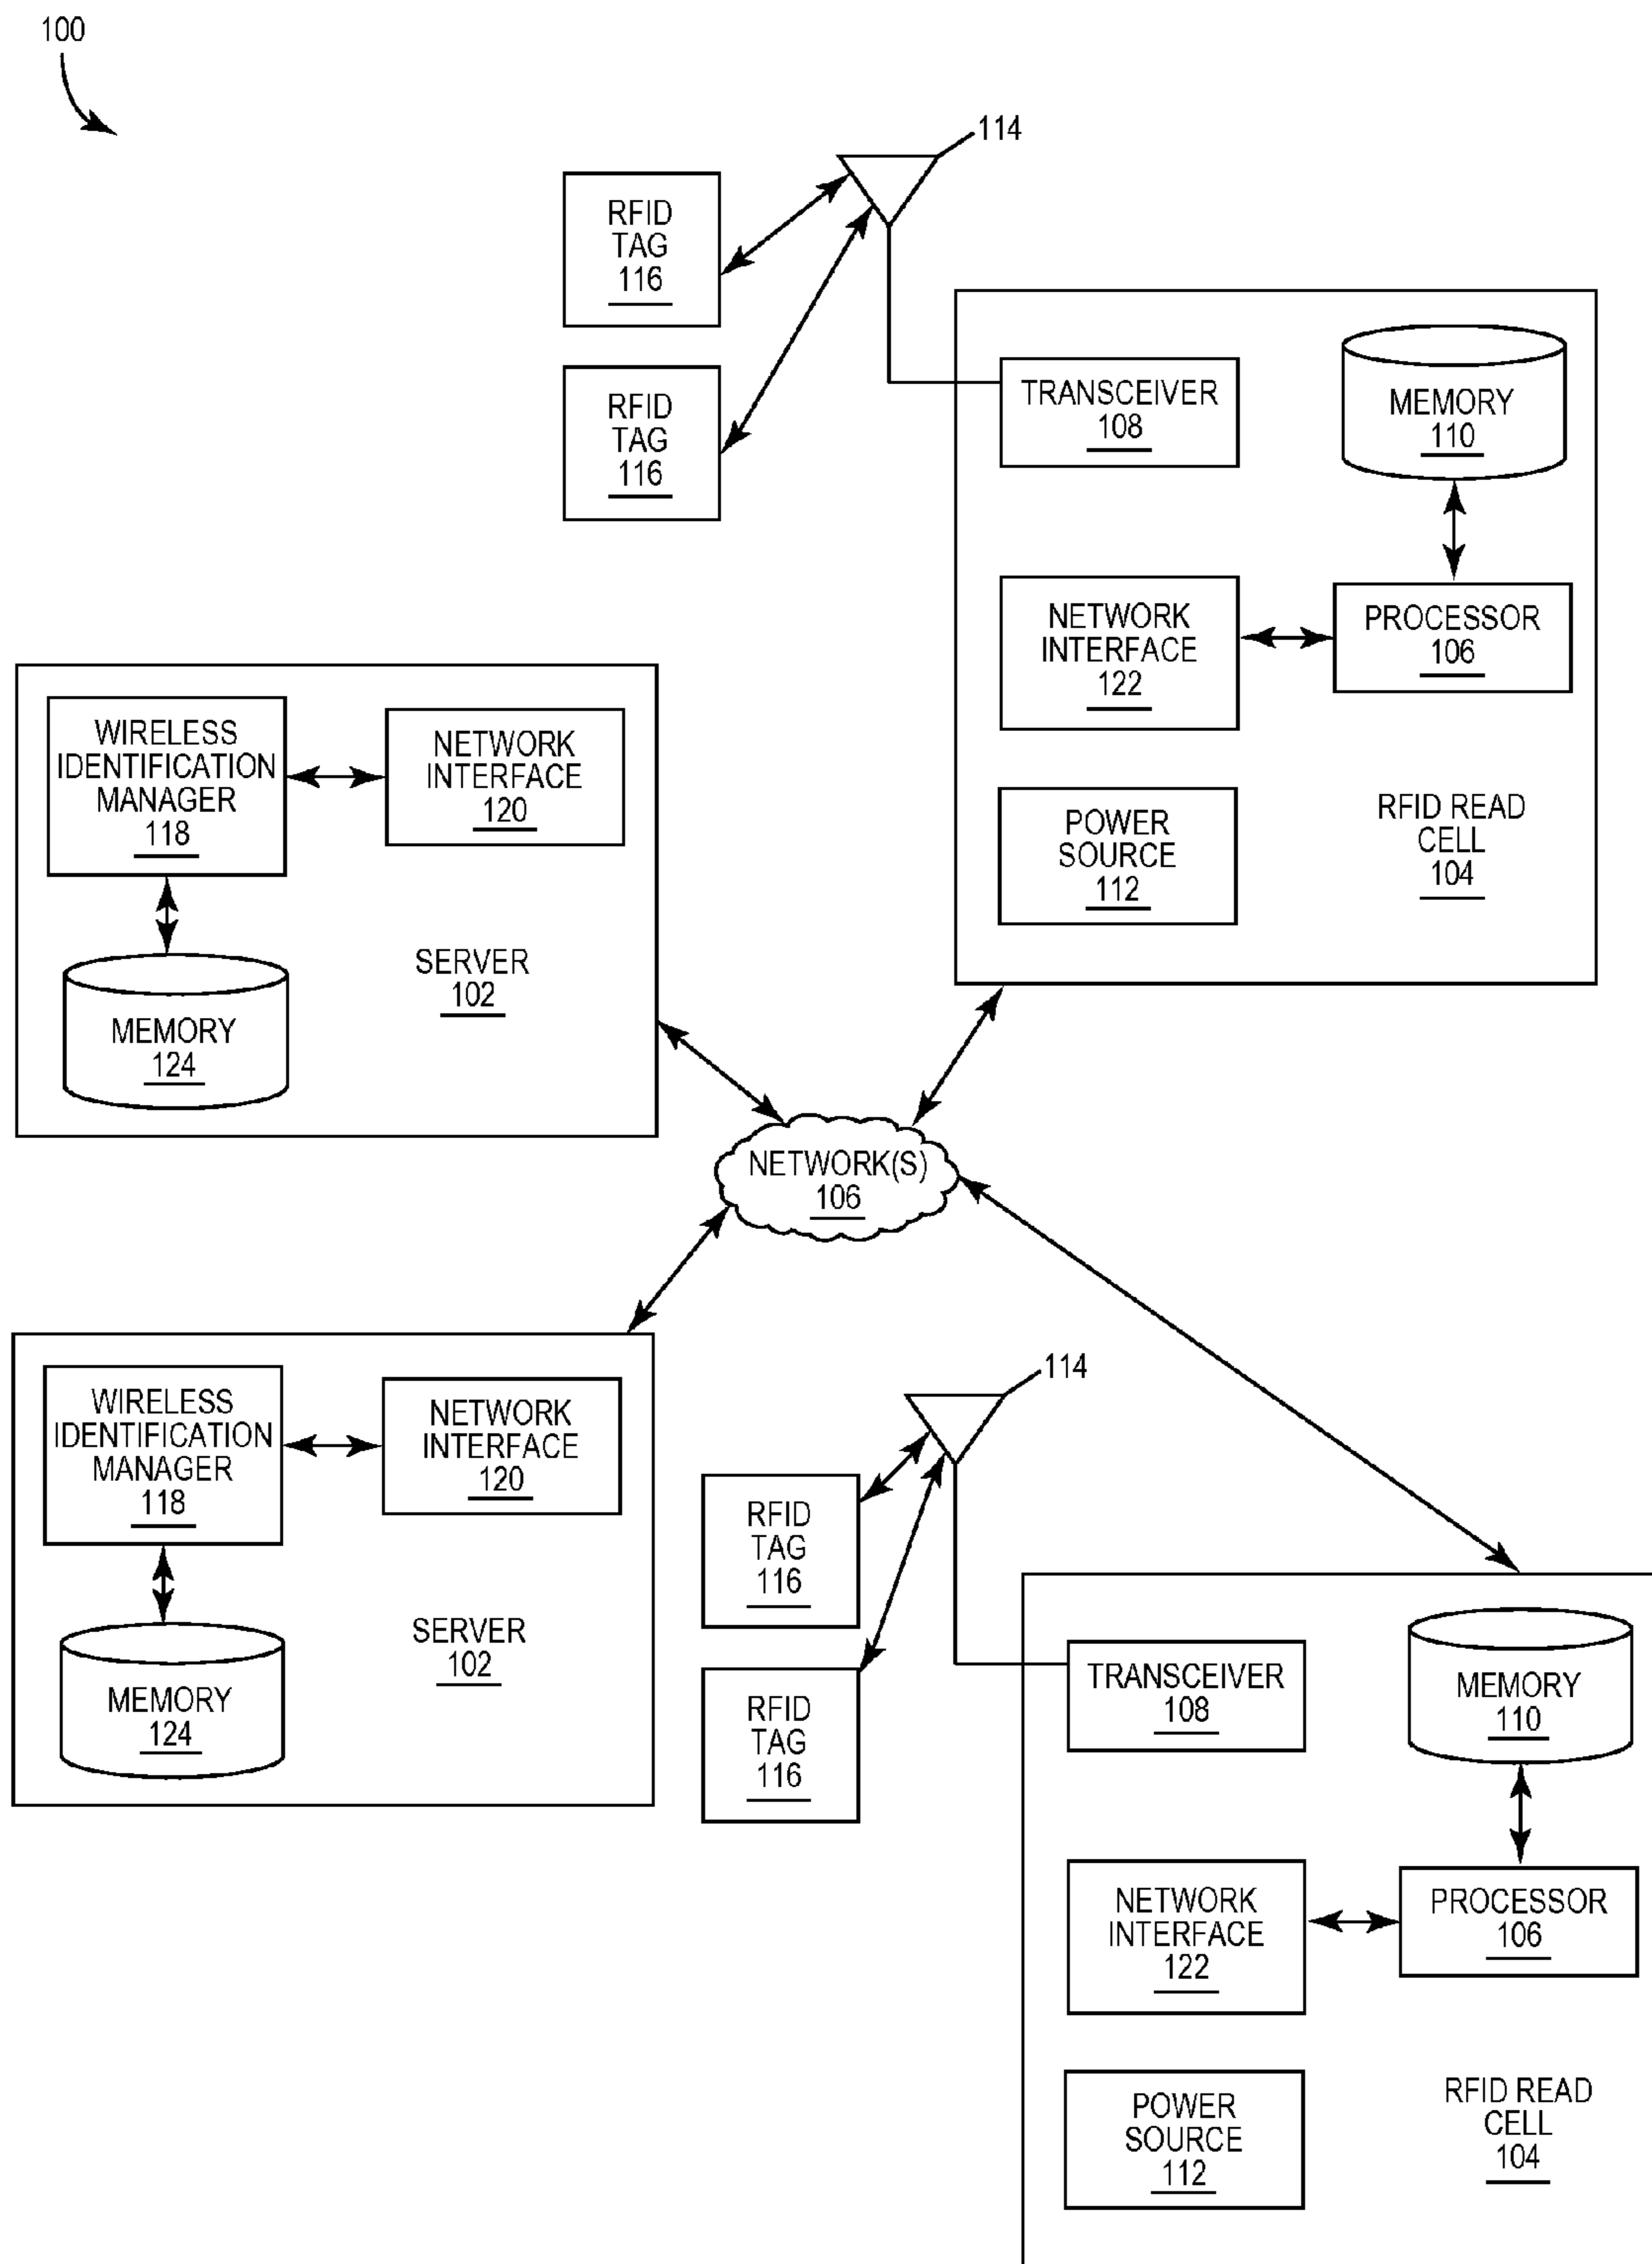 100
114
RFID
TAG
116
RFID
TAG
116
TRANSCEIVER
108
MEMORY
110
NETWORK
INTERFACE
122
PROCESSOR
106
POWER
SOURCE
112
RFID READ
CELL
104
WIRELESS
IDENTIFICATION
MANAGER
118
NETWORK
INTERFACE
120
MEMORY
124
SERVER
102
NETWORK(S)
106
WIRELESS
IDENTIFICATION
MANAGER
118
NETWORK
INTERFACE
120
MEMORY
124
SERVER
102
114
RFID
TAG
116
RFID
TAG
116
TRANSCEIVER
108
MEMORY
110
NETWORK
INTERFACE
122
PROCESSOR
106
POWER
SOURCE
112
RFID READ
CELL
104